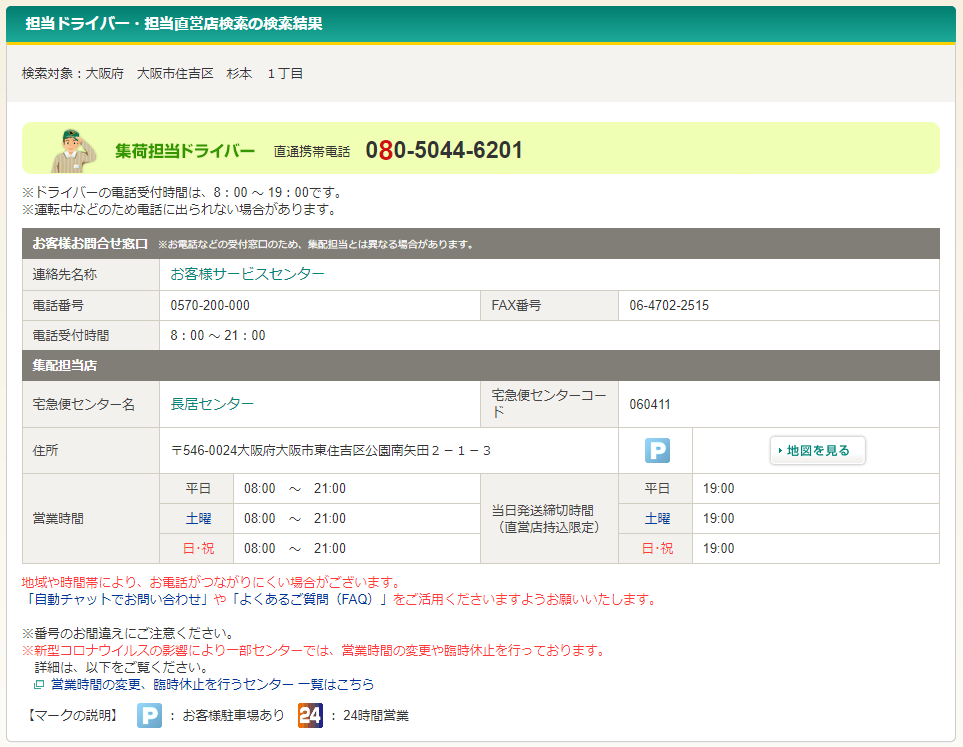 担当ドライバー・担当直営店検索の検索結果
検索対象：大阪府　大阪市住吉区　杉本　１丁目
集荷担当ドライバー 直通携帯電話 080-5044-6201
※ドライバーの電話受付時間は、8：00 ～ 19：00です。
※運転中などのため電話に出られない場合があります。
お客様お問合せ窓口 ※お電話などの受付窓口のため、集配担当とは異なる場合があります。
連絡先名称 お客様サービスセンター
電話番号 0570-200-000 FAX番号 06-4702-2515
電話受付時間 8：00 ～ 21：00
集配担当店
宅急便センター名 長居センター 宅急便センターコー
ド 060411
住所 〒546-0024大阪府大阪市東住吉区公園南矢田２－１－３ P 地図を見る
営業時間 平日 08:00　～　21:00 当日発送締切時間
（直営店持込限定） 平日 19:00
土曜 08:00　～　21:00 土曜 19:00
日・祝 08:00　～　21:00 日・祝 19:00
地域や時間帯により、お電話がつながりにくい場合がございます。
「自動チャットでお問い合わせ」や「よくあるご質問（FAQ）」をご活用くださいますようお願いいたします。
※番号のお間違えにご注意ください。
※新型コロナウイルスの影響により一部センターでは、営業時間の変更や臨時休止を行っております。
詳細は、以下をご覧ください。
営業時間の変更、臨時休止を行うセンター 一覧はこちら
【マークの説明】 P ： お客様駐車場あり 24 ： 24時間営業